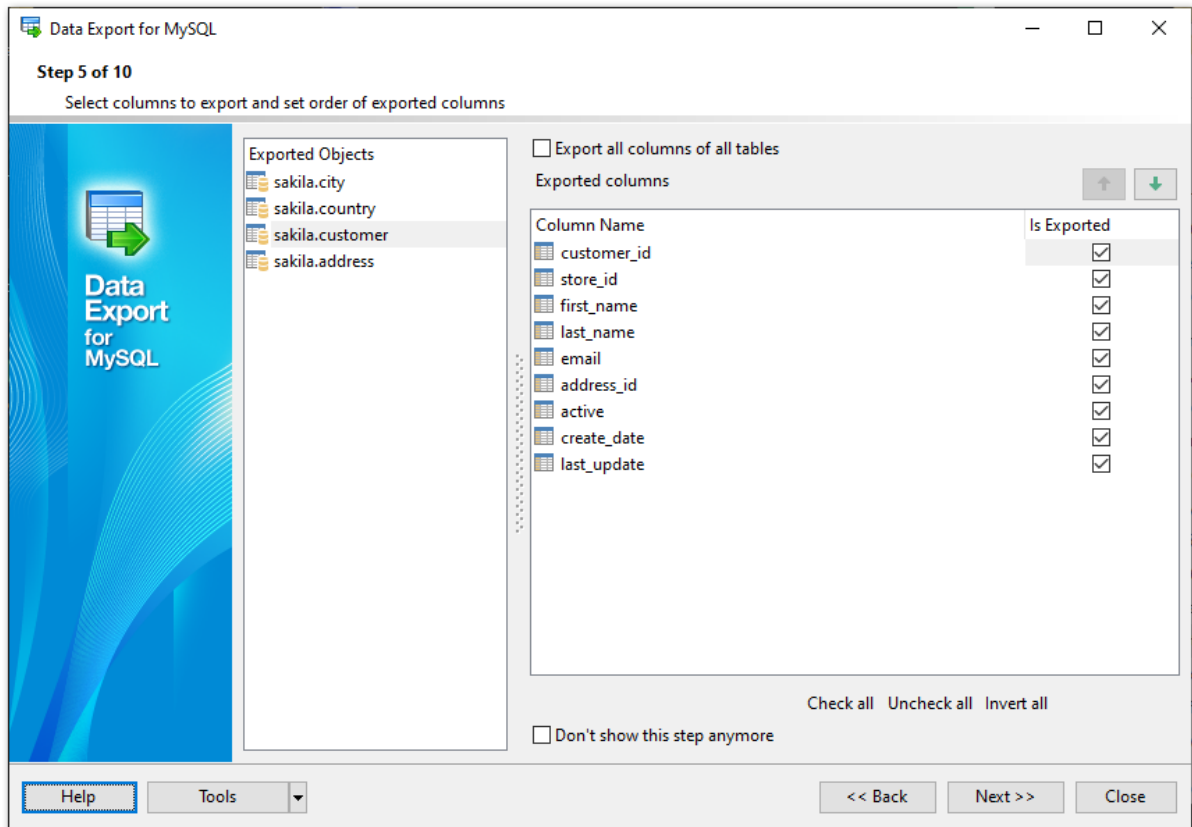 Data Export for MySQL
Step 5 of 10
Select columns to export and set order of exported columns
Data
Export
for
MySQL
Exported Objects
sakila.city
sakila.country
sakila.customer
sakila.address
Export all columns of all tables
Exported columns
Column Name Is Exported
customer_id
store_id
first_name
last_name
email
address_id
active
create_date
last_update
Check all Uncheck all Invert all
Don't show this step anymore
Help Tools << Back Next >> Close